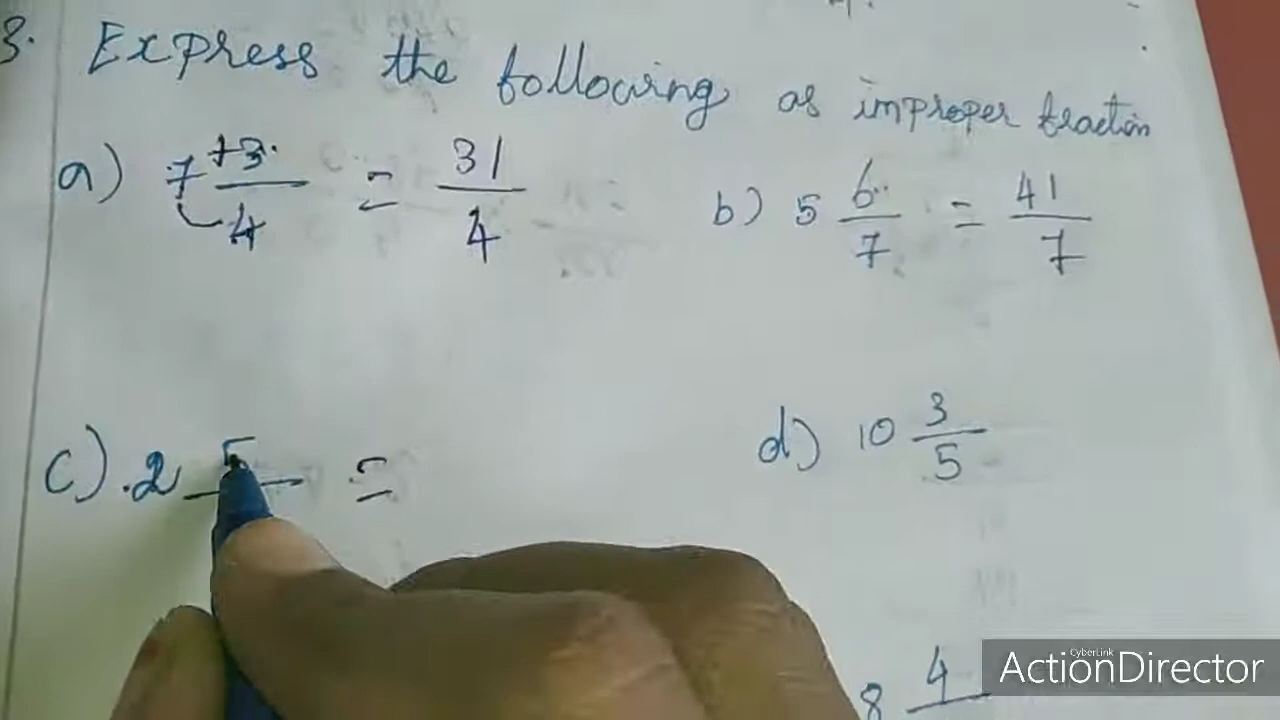 3. Express the following as improper fraction
a) 7 +3/4 = 31/4
b) 5 6/7 = 41/7
c) 2 5 =
d) 10 3/5
8 4
CyberLink
ActionDirector